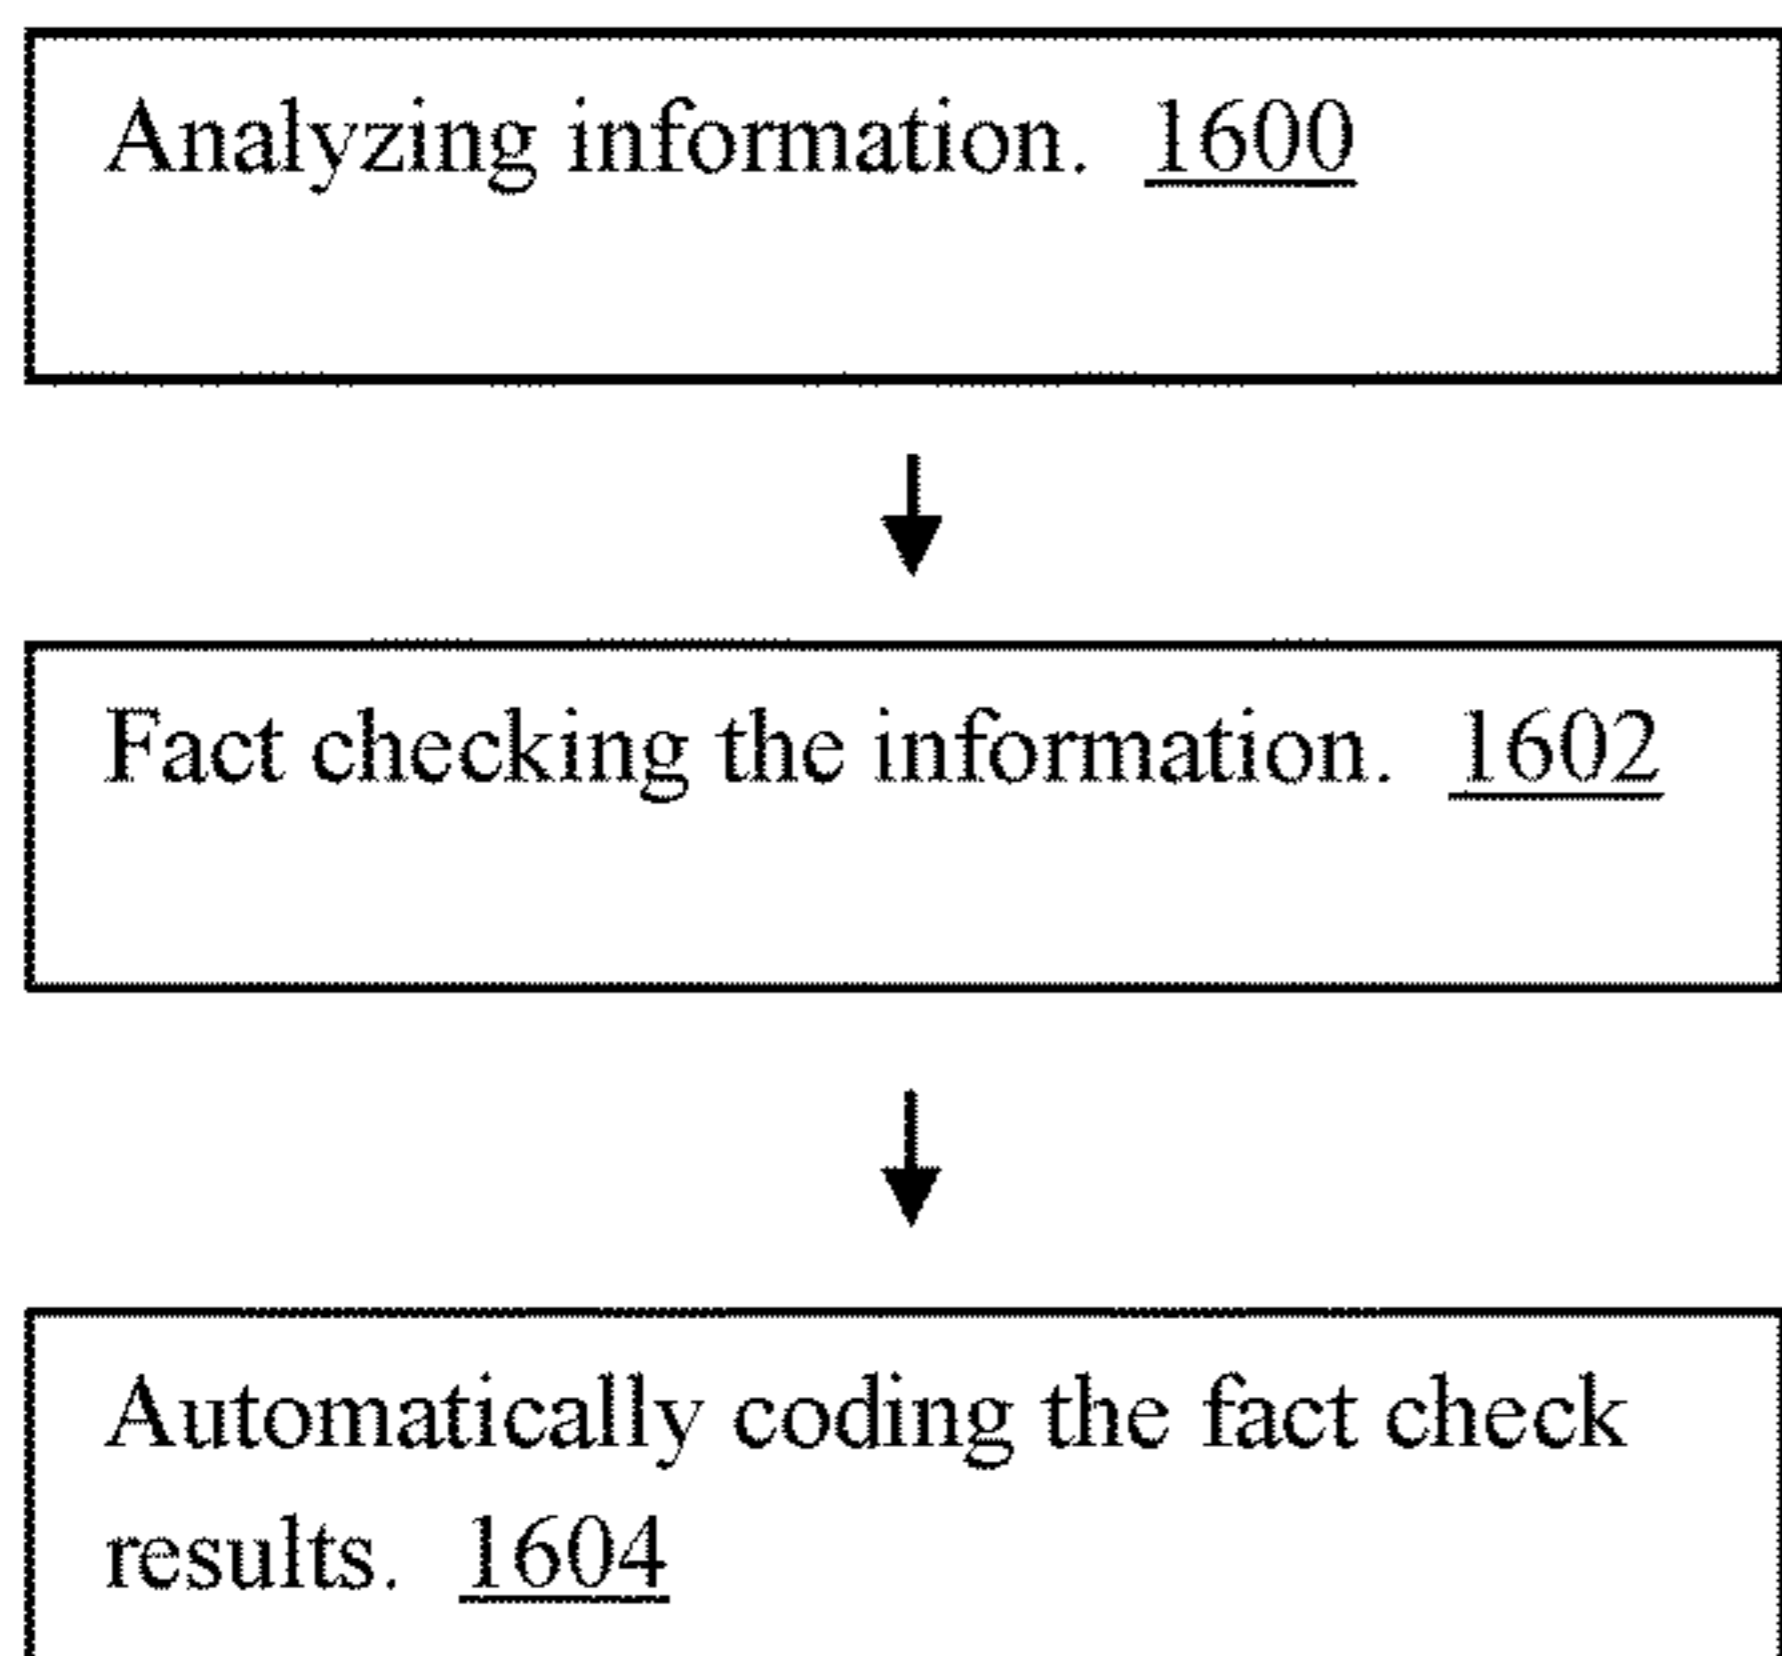 Analyzing information. 1600
Fact checking the information. 1602
Automatically coding the fact check
results. 1604